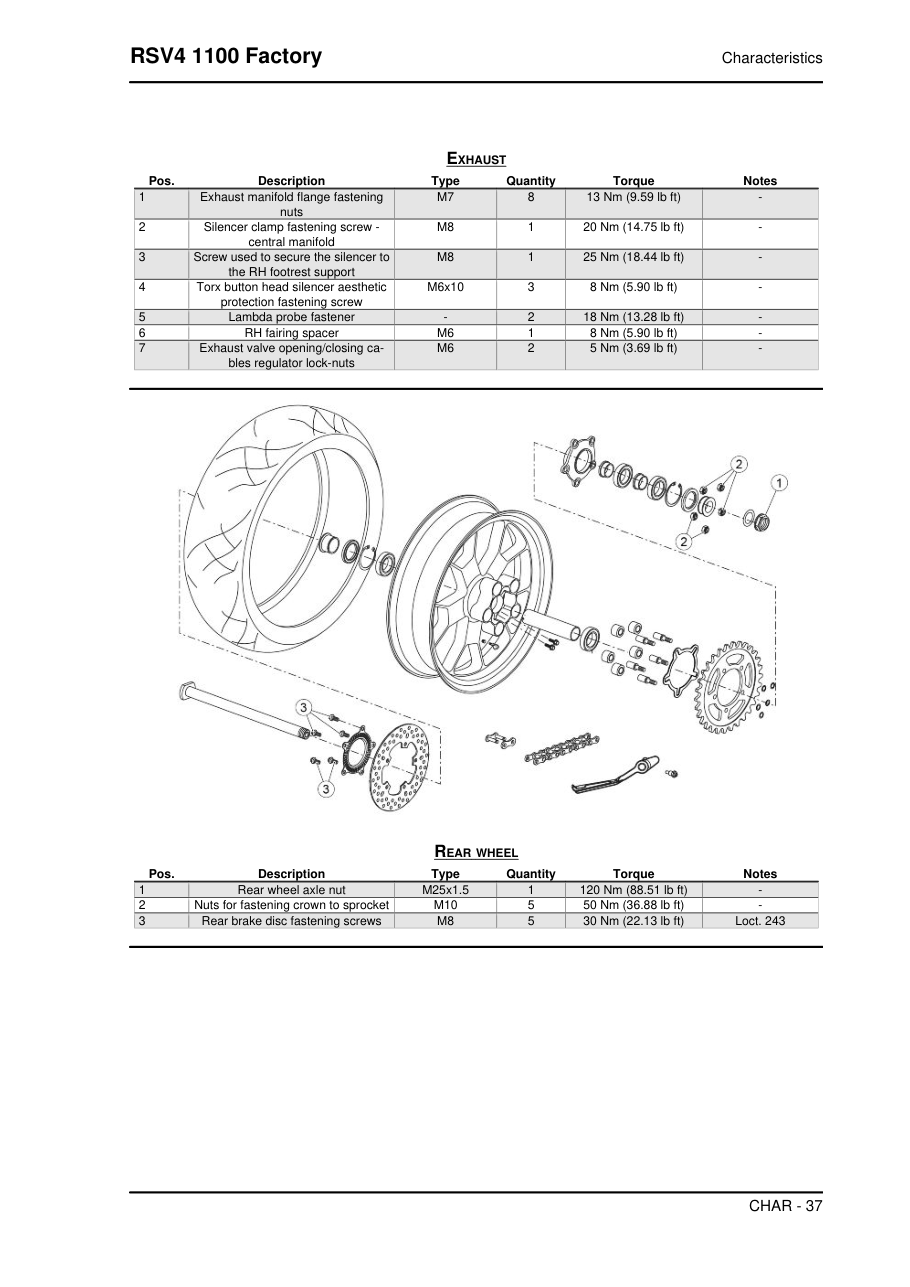 RSV4 1100 Factory Characteristics
EXHAUST
Pos. Description Type Quantity Torque Notes
1 Exhaust manifold flange fastening M7 8 13 Nm (9.59 lb ft) -
nuts
2 Silencer clamp fastening screw - M8 1 20 Nm (14.75 lb ft) -
central manifold
3 Screw used to secure the silencer to M8 1 25 Nm (18.44 lb ft) -
the RH footrest support
4 Torx button head silencer aesthetic M6x10 3 8 Nm (5.90 lb ft) -
protection fastening screw
5 Lambda probe fastener - 2 18 Nm (13.28 lb ft) -
6 RH fairing spacer M6 1 8 Nm (5.90 lb ft) -
7 Exhaust valve opening/closing ca- M6 2 5 Nm (3.69 lb ft) -
bles regulator lock-nuts
2
1
2
3
3
REAR WHEEL
Pos. Description Type Quantity Torque Notes
1 Rear wheel axle nut M25x1.5 1 120 Nm (88.51 lb ft) -
2 Nuts for fastening crown to sprocket M10 5 50 Nm (36.88 lb ft) -
3 Rear brake disc fastening screws M8 5 30 Nm (22.13 lb ft) Loct. 243
CHAR - 37